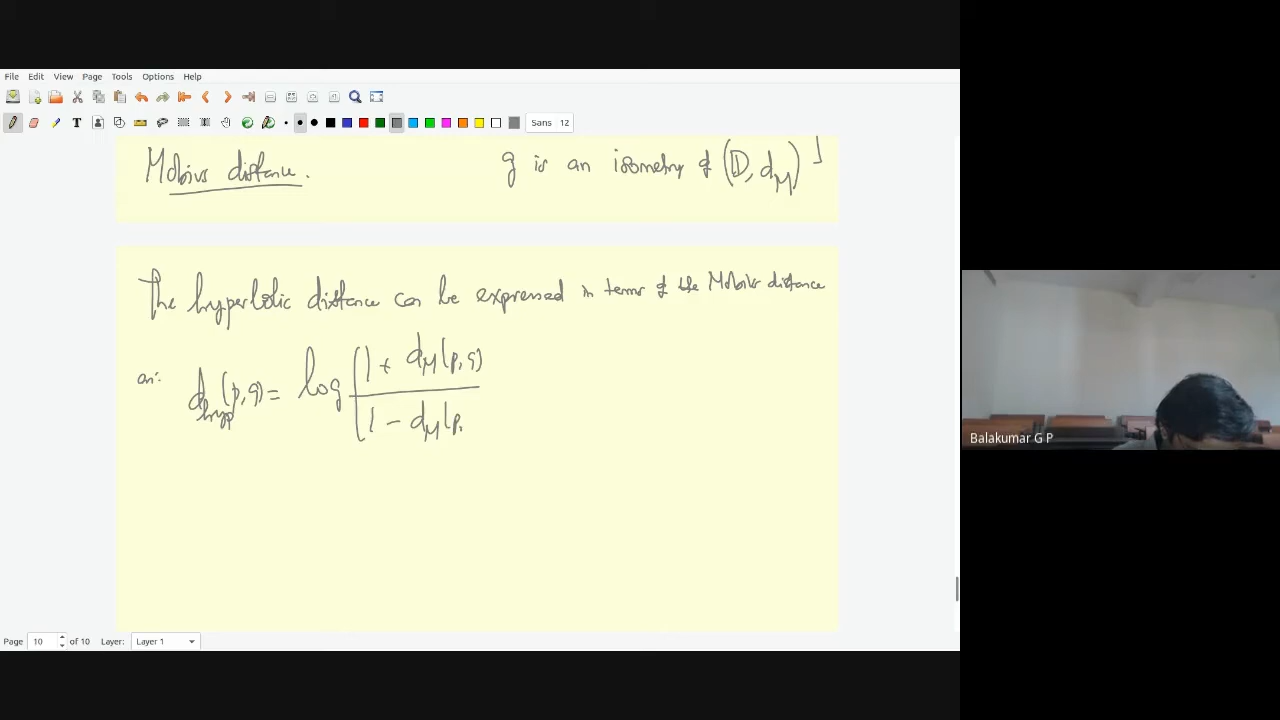 File Edit View Page Tools Options Help
Sans 12
Möbius distance. g is an isometry of (𝔻, d_M) ]
The hyperbolic distance can be expressed in terms of the Möbius distance
as: d_hyp (p, q) = log (1 + d_M(p, q) / 1 - d_M(p,
Balakumar G P
Page 10 of 10 Layer: Layer 1